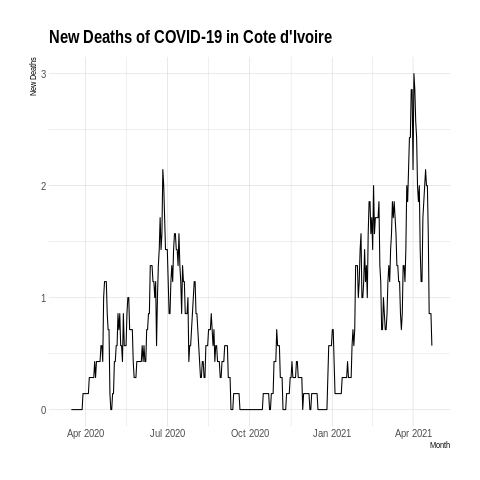 New Deaths of COVID-19 in Cote d'Ivoire
New Deaths
3
2
1
0
Apr 2020 Jul 2020 Oct 2020 Jan 2021 Apr 2021
Month